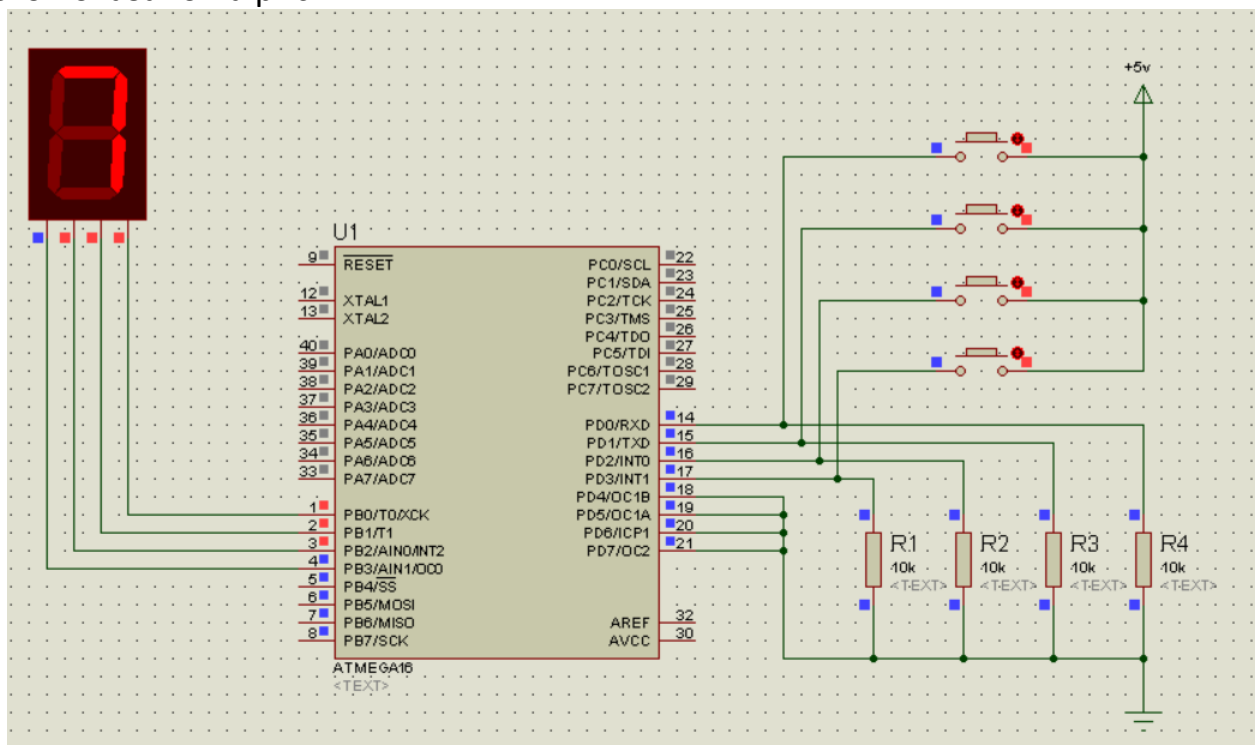 +5v
U1
9 RESET PC0/SCL 22
PC1/SDA 23
12 XTAL1 PC2/TCK 24
13 XTAL2 PC3/TMS 25
PC4/TDO 26
40 PA0/ADC0 PC5/TDI 27
39 PA1/ADC1 PC6/TOSC1 28
38 PA2/ADC2 PC7/TOSC2 29
37 PA3/ADC3
36 PA4/ADC4 PD0/RXD 14
35 PA5/ADC5 PD1/TXD 15
34 PA6/ADC6 PD2/INT0 16
33 PA7/ADC7 PD3/INT1 17
PD4/OC1B 18
1 PB0/T0/XCK PD5/OC1A 19
2 PB1/T1 PD6/ICP1 20
3 PB2/AIN0/INT2 PD7/OC2 21
4 PB3/AIN1/OC0
5 PB4/SS
6 PB5/MOSI
7 PB6/MISO AREF 32
8 PB7/SCK AVCC 30
ATMEGA16
<TEXT>
R1 R2 R3 R4
10k 10k 10k 10k
<TEXT> <TEXT> <TEXT> <TEXT>
7